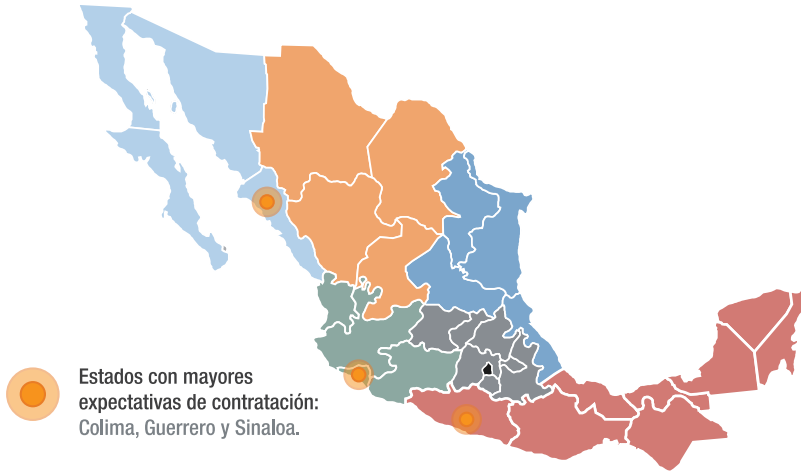 Estados con mayores
expectativas de contratación:
Colima, Guerrero y Sinaloa.